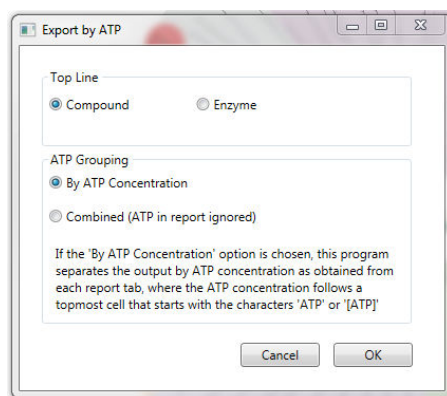 Export by ATP
Top Line
Compound
Enzyme
ATP Grouping
By ATP Concentration
Combined (ATP in report ignored)
If the 'By ATP Concentration' option is chosen, this program
separates the output by ATP concentration as obtained from
each report tab, where the ATP concentration follows a
topmost cell that starts with the characters 'ATP' or '[ATP]'
Cancel
OK